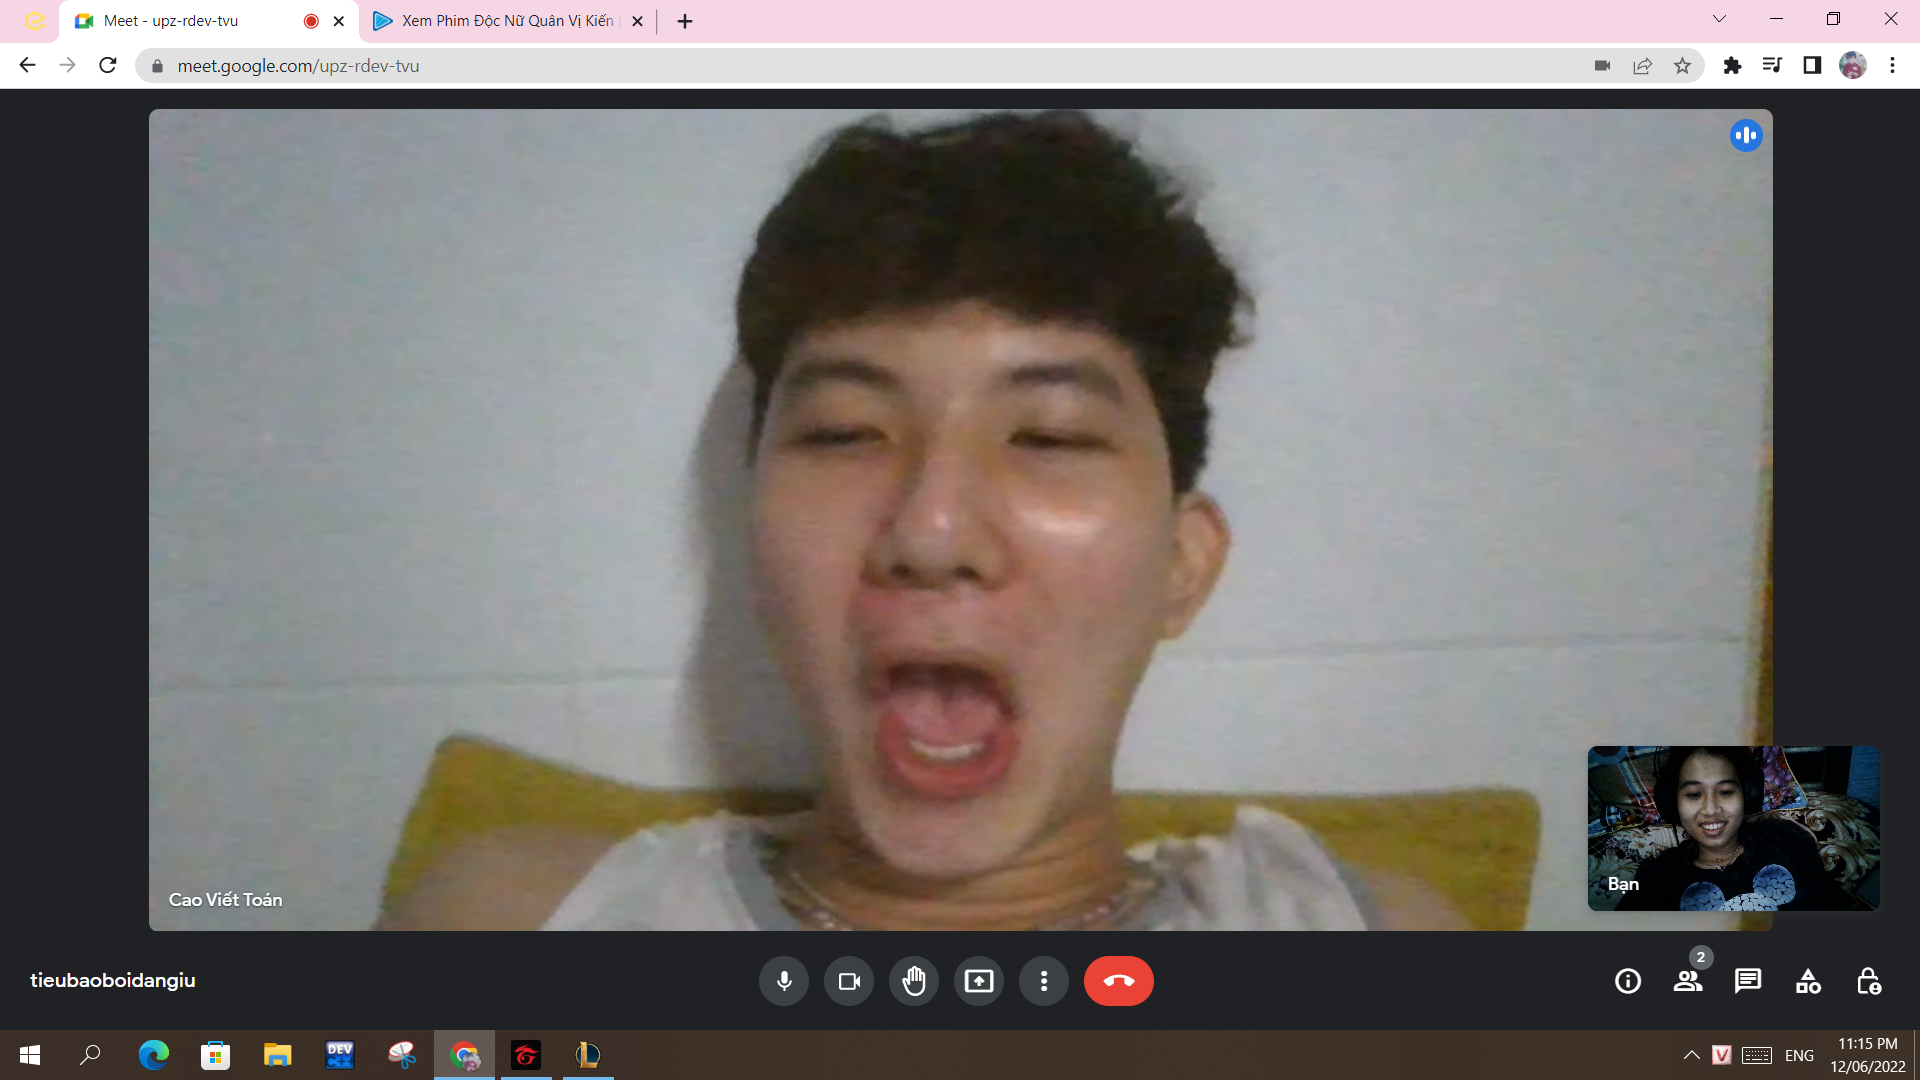 Meet - upz-rdev-tvu
Xem Phim Độc Nữ Quân Vị Kiến
meet.google.com/upz-rdev-tvu
Cao Viết Toán
Bạn
tieubaoboidangiu
2
DEV
C++
V
ENG
11:15 PM
12/06/2022